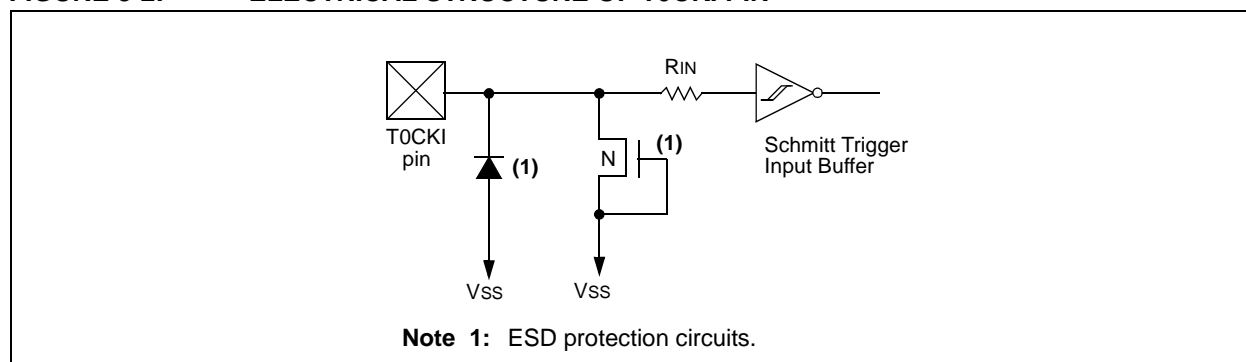 RIN
T0CKI
pin
(1)
N
(1)
Schmitt Trigger
Input Buffer
VSS
VSS
Note 1: ESD protection circuits.